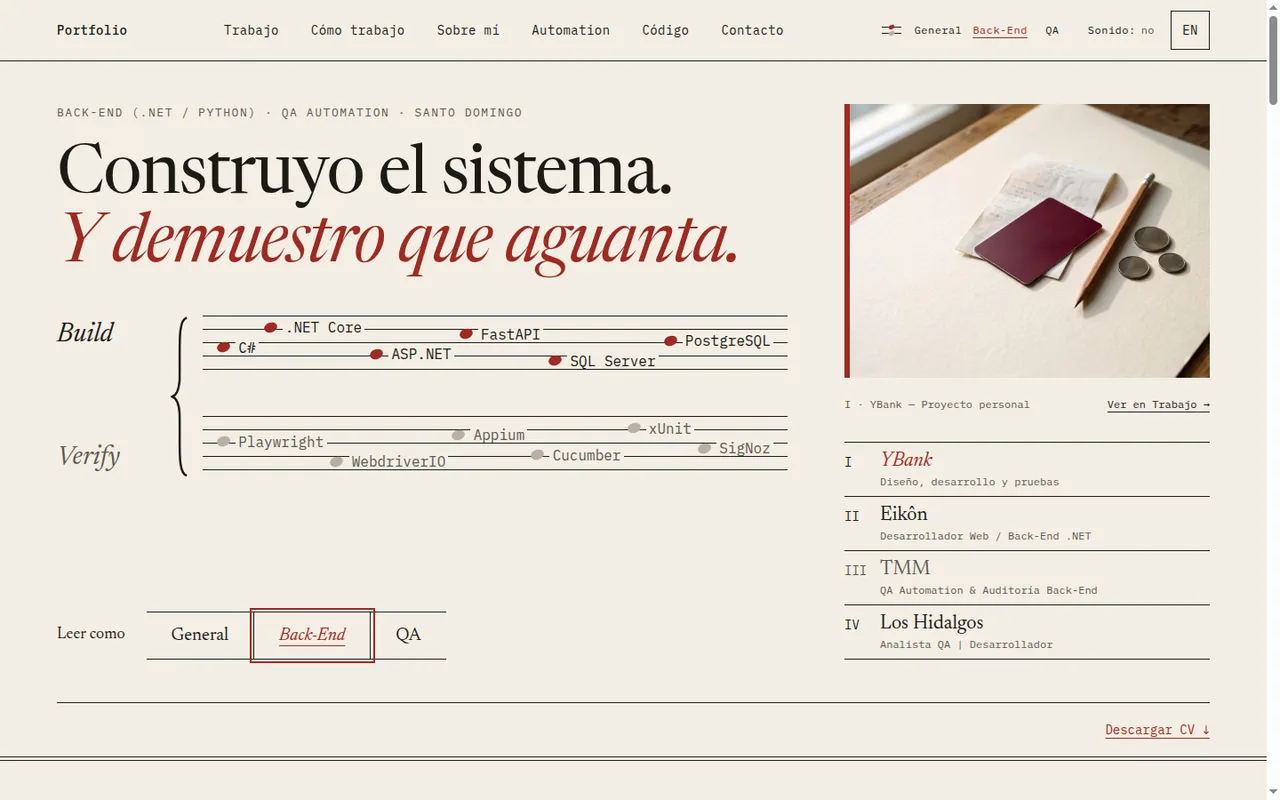 Portfolio
Trabajo
Cómo trabajo
Sobre mí
Automation
Código
Contacto
General
Back-End
QA
Sonido: no
EN
BACK-END (.NET / PYTHON) · QA AUTOMATION · SANTO DOMINGO
Construyo el sistema.
Y demuestro que aguanta.
Build
.NET Core
FastAPI
PostgreSQL
C#
ASP.NET
SQL Server
Verify
Playwright
Appium
xUnit
SigNoz
WebdriverIO
Cucumber
Leer como
General
Back-End
QA
I · YBank — Proyecto personal
Ver en Trabajo →
I YBank
Diseño, desarrollo y pruebas
II Eikôn
Desarrollador Web / Back-End .NET
III TMM
QA Automation & Auditoría Back-End
IV Los Hidalgos
Analista QA | Desarrollador
Descargar CV ↓